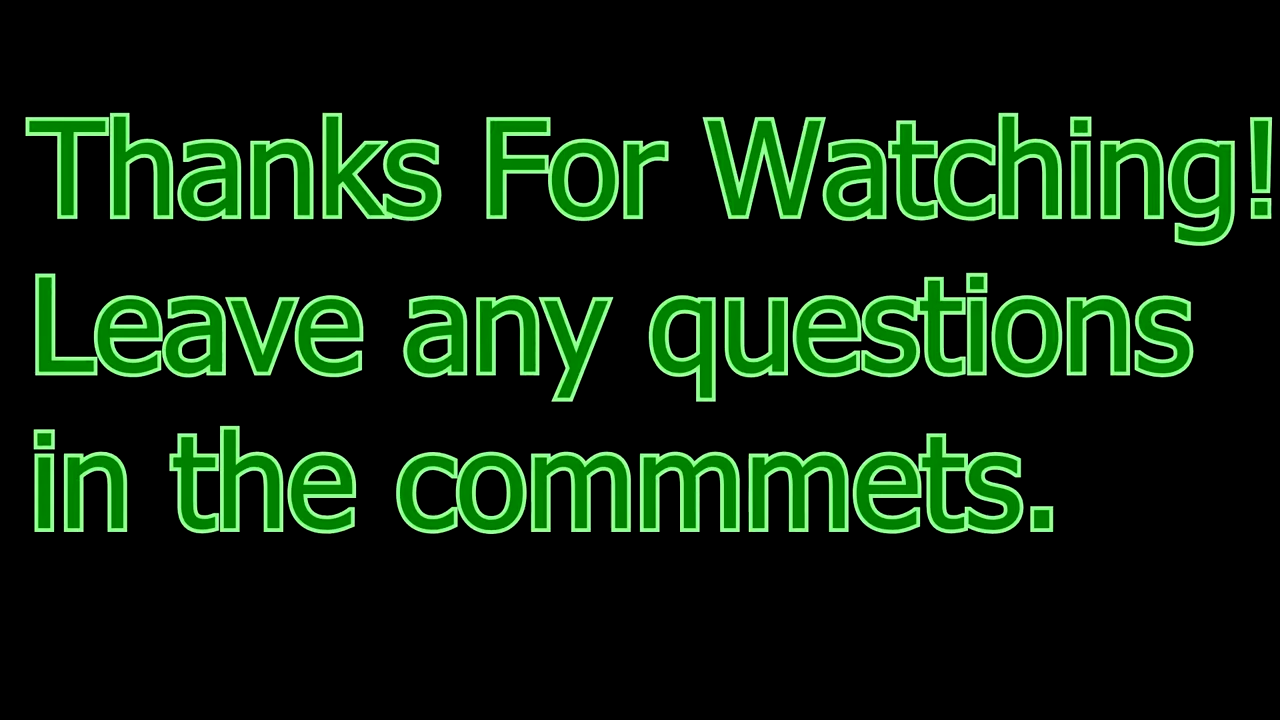 Thanks For Watching!
Leave any questions
in the commmets.